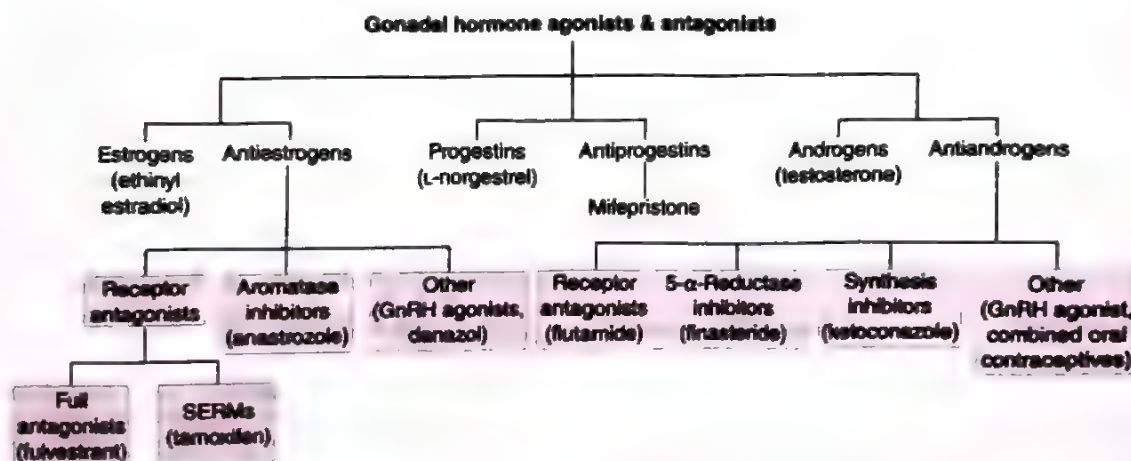 Gonadal hormone agonists & antagonists
Estrogens
(ethinyl
estradiol)
Antiestrogens
Progestins
(L-norgestrel)
Antiprogestins
Mifepristone
Androgens
(testosterone)
Antiandrogens
Receptor
antagonists
Aromatase
inhibitors
(anastrozole)
Other
(GnRH agonists,
danazol)
Receptor
antagonists
(flutamide)
5-α-Reductase
inhibitors
(finasteride)
Synthesis
inhibitors
(ketoconazole)
Other
(GnRH agonist,
combined oral
contraceptives)
Full
antagonists
(fulvestrant)
SERMs
(tamoxifen)